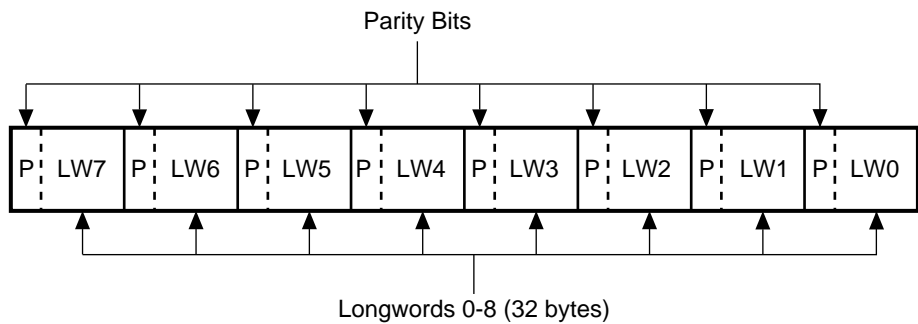 Parity Bits
P LW7 P LW6 P LW5 P LW4 P LW3 P LW2 P LW1 P LW0
Longwords 0-8 (32 bytes)